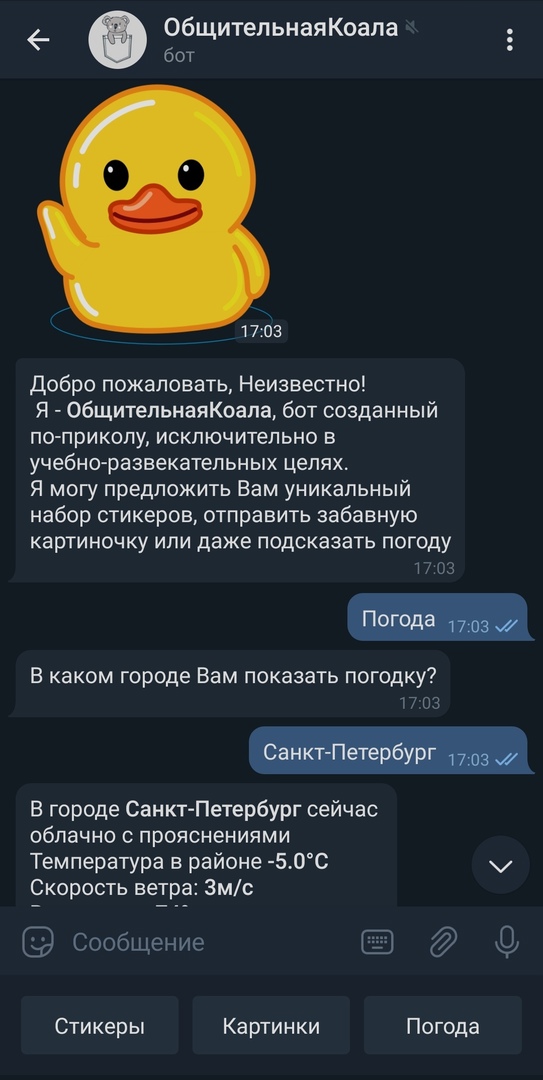 ОбщительнаяКоала
бот
17:03
Добро пожаловать, Неизвестно!
Я - ОбщительнаяКоала, бот созданный
по-приколу, исключительно в
учебно-развекательных целях.
Я могу предложить Вам уникальный
набор стикеров, отправить забавную
картиночку или даже подсказать погоду
17:03
Погода 17:03
В каком городе Вам показать погодку?
17:03
Санкт-Петербург 17:03
В городе Санкт-Петербург сейчас
облачно с прояснениями
Температура в районе -5.0°C
Скорость ветра: 3м/с
Сообщение
Стикеры Картинки Погода